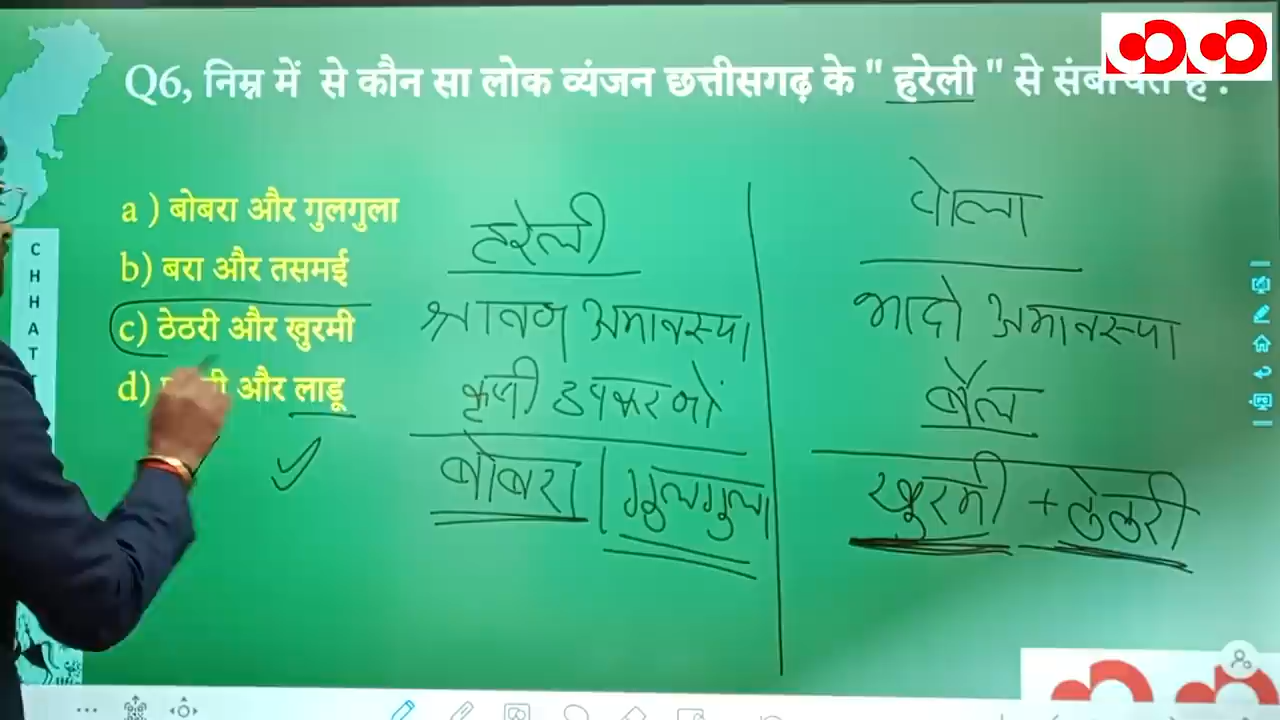 Q6, निम्न में से कौन सा लोक व्यंजन छत्तीसगढ़ के " हरेली " से
a ) बोबरा और गुलगुला
b) बरा और तसमई
c) ठेठरी और खुरमी
d) और लाडू
हरेली
श्रावण अमावस्या
कृषी उपकरणों
बोबरा | गुलगुला
पोला
भादो अमावस्या
बैल
खुरमी + ठेठरी
C
H
H
A
T